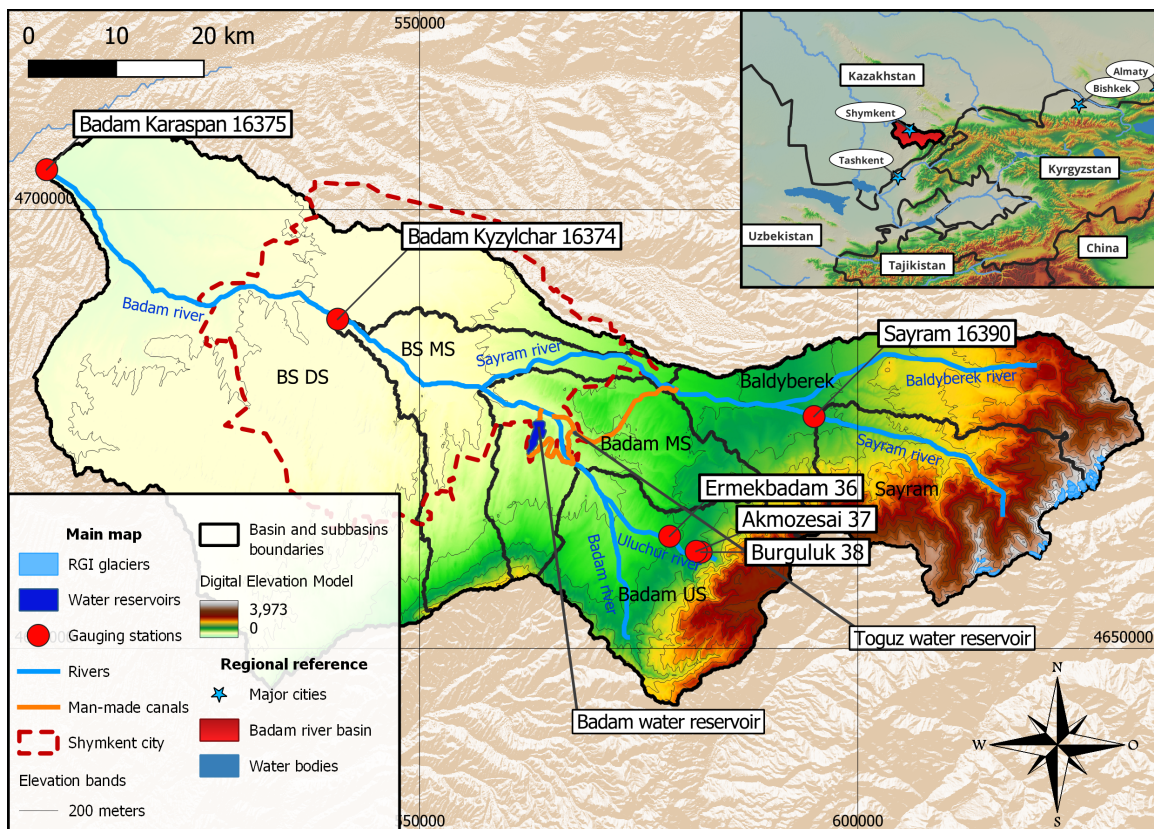 550000
0 10 20 km
Badam Karaspan 16375
4700000
Badam Kyzylchar 16374
Badam river
BS MS
BS DS
Sayram river
Sayram 16390
Baldyberek
Baldyberek river
Badam MS
Sayram river
Sayram
Ermekbadam 36
Akmozesai 37
Burguluk 38
Uluchur river
Badam river
Badam US
Toguz water reservoir
4650000
Badam water reservoir
550000
600000
Kazakhstan
Almaty
Bishkek
Shymkent
Tashkent
Kyrgyzstan
Uzbekistan
China
Tajikistan
Main map
RGI glaciers
Water reservoirs
Gauging stations
Rivers
Man-made canals
Shymkent city
Elevation bands
200 meters
Basin and subbasins
boundaries
Digital Elevation Model
3,973
0
Regional reference
Major cities
Badam river basin
Water bodies
N
W
O
S